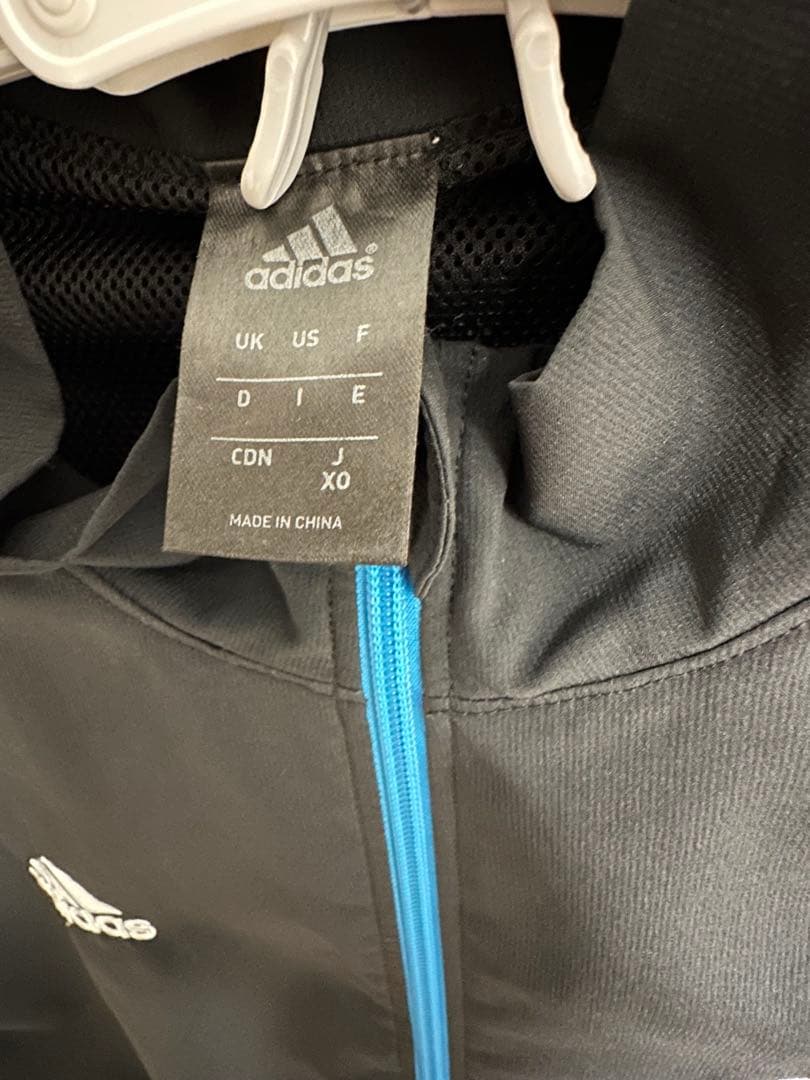 adidas®
UK US F
D I E
CDN J
XO
MADE IN CHINA
adidas